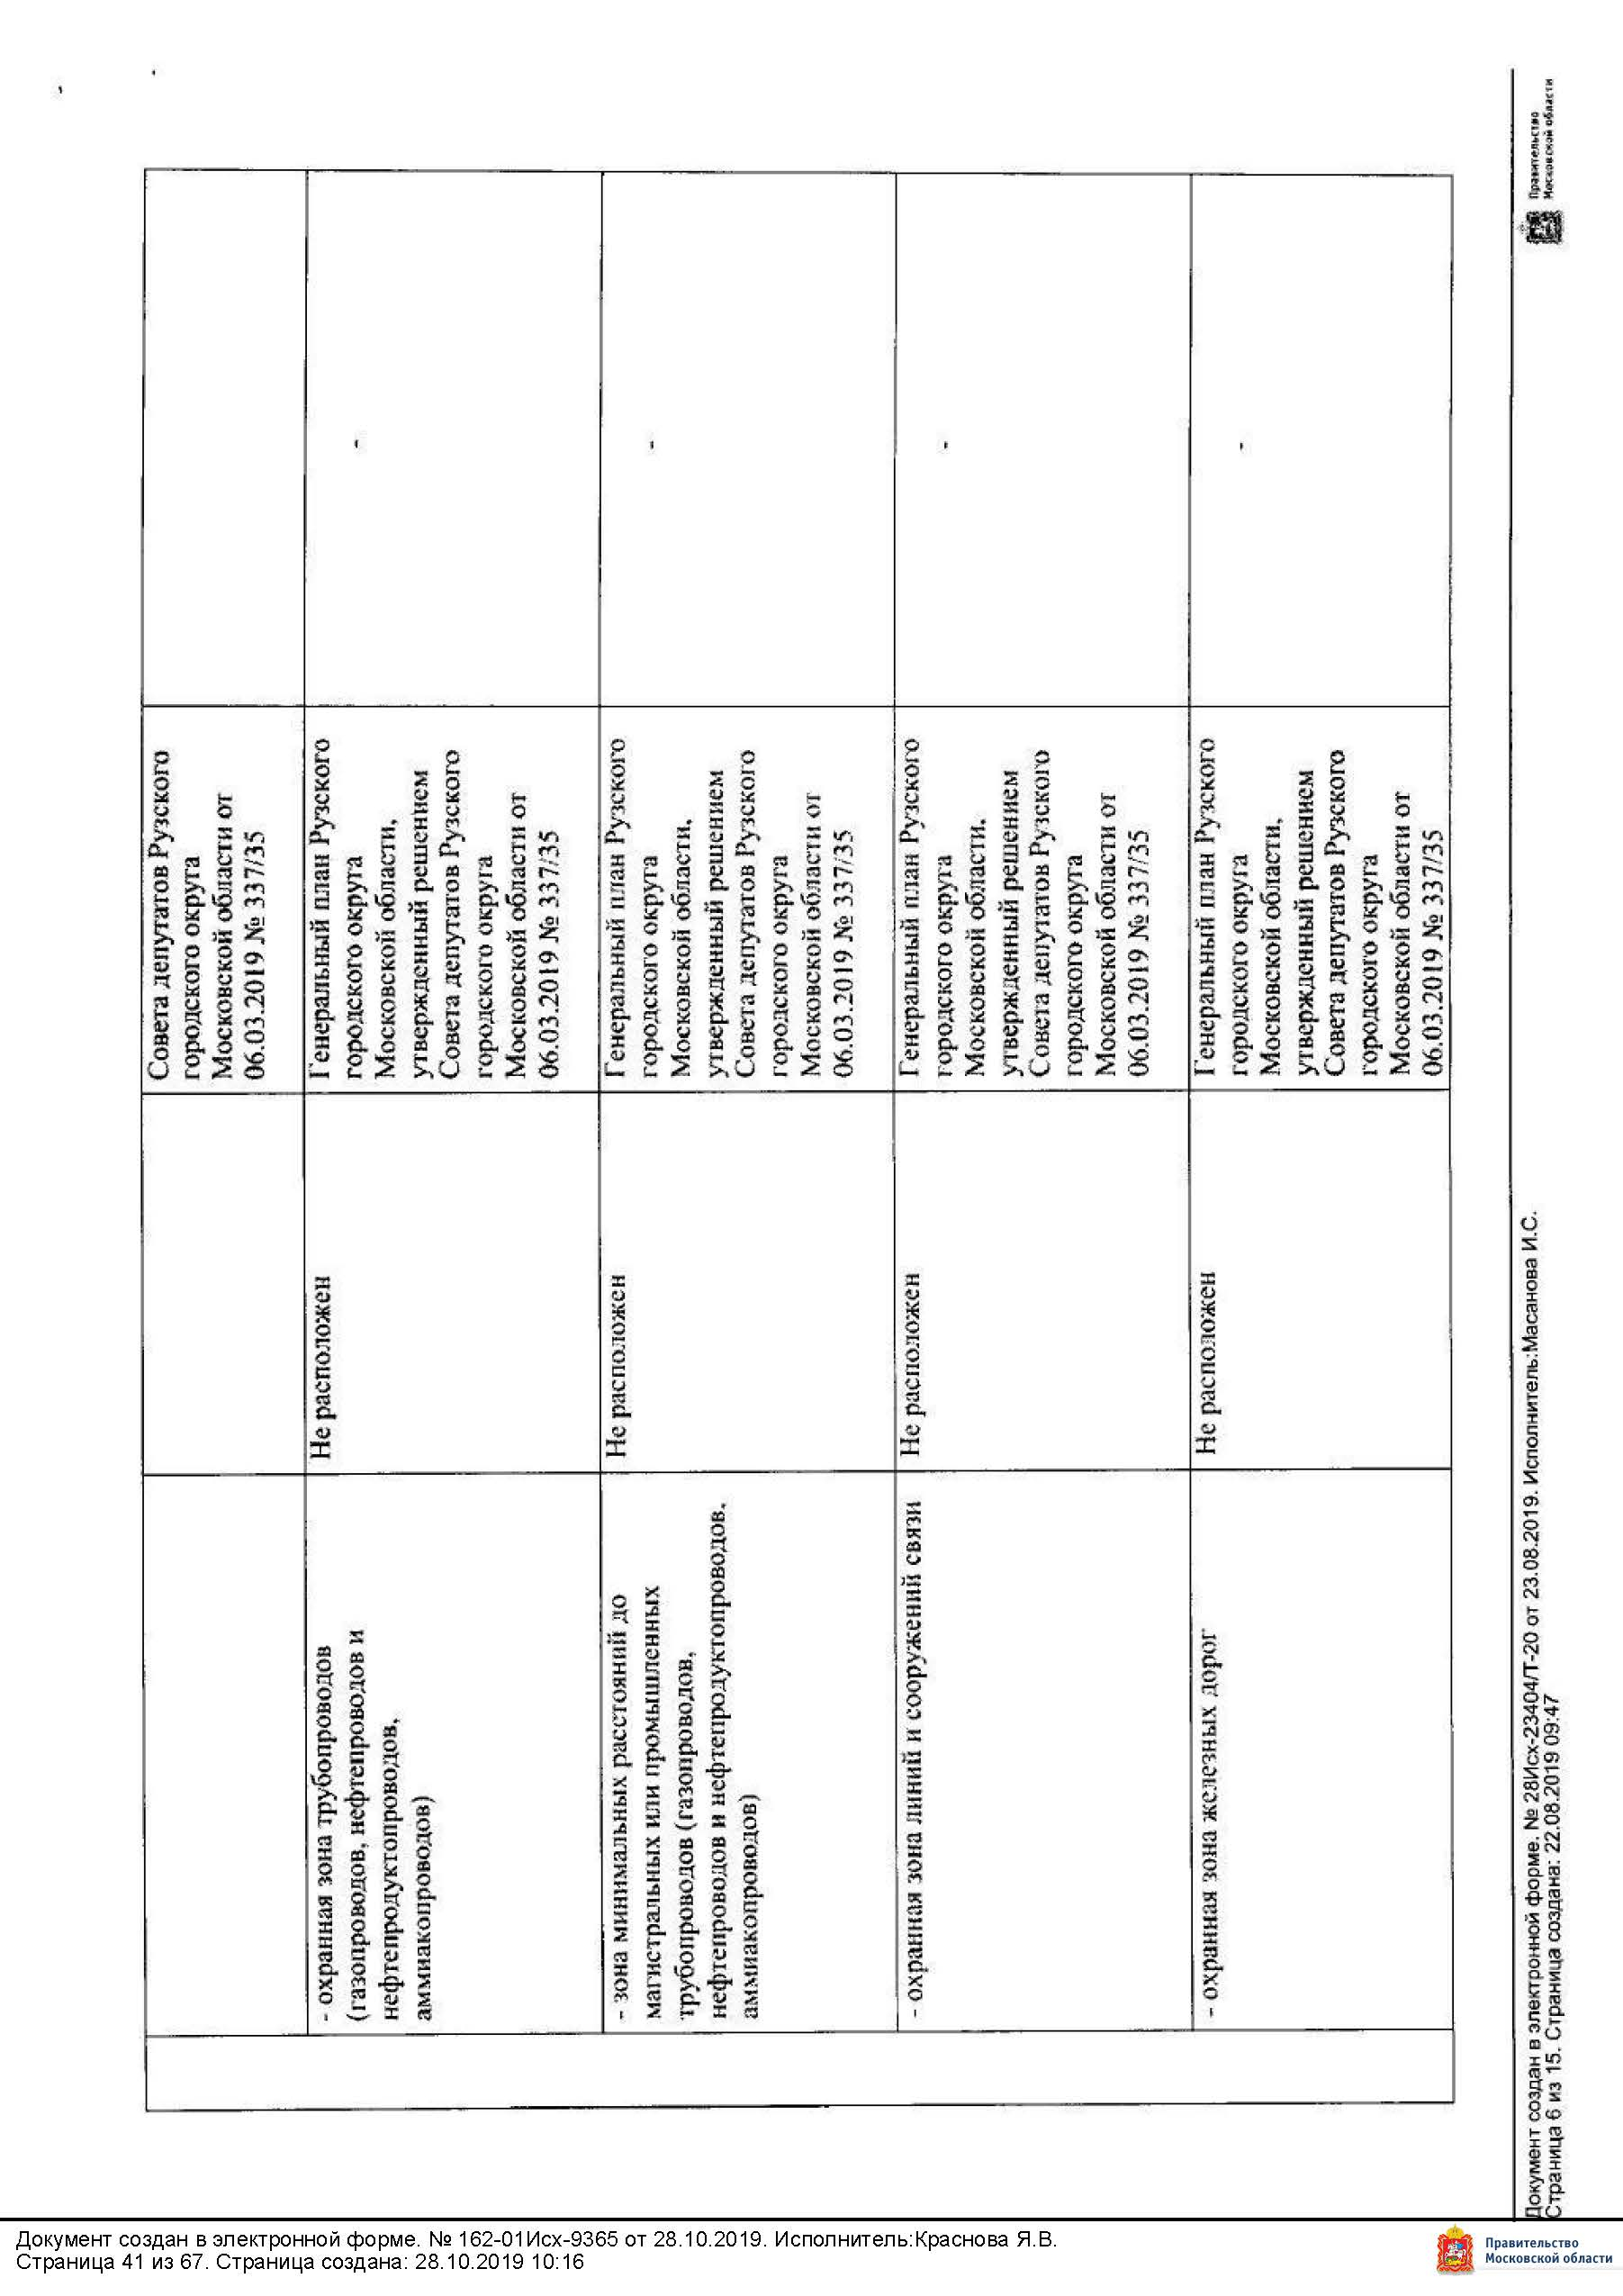 Совета депутатов Рузского
городского округа
Московской области от
06.03.2019 № 337/35
- охранная зона трубопроводов
(газопроводов, нефтепроводов и
нефтепродуктопроводов,
аммиакопроводов)
Не расположен
Генеральный план Рузского
городского округа
Московской области,
утвержденный решением
Совета депутатов Рузского
городского округа
Московской области от
06.03.2019 № 337/35
-
- зона минимальных расстояний до
магистральных или промышленных
трубопроводов (газопроводов,
нефтепроводов и нефтепродуктопроводов,
аммиакопроводов)
Не расположен
Генеральный план Рузского
городского округа
Московской области,
утвержденный решением
Совета депутатов Рузского
городского округа
Московской области от
06.03.2019 № 337/35
-
- охранная зона линий и сооружений связи
Не расположен
Генеральный план Рузского
городского округа
Московской области,
утвержденный решением
Совета депутатов Рузского
городского округа
Московской области от
06.03.2019 № 337/35
-
- охранная зона железных дорог
Не расположен
Генеральный план Рузского
городского округа
Московской области,
утвержденный решением
Совета депутатов Рузского
городского округа
Московской области от
06.03.2019 № 337/35
-
Документ создан в электронной форме. № 28Исх-23404/Т-20 от 23.08.2019. Исполнитель:Масанова И.С.
Страница 6 из 15. Страница создана: 22.08.2019 09:47
Правительство
Московской области
Документ создан в электронной форме. № 162-01Исх-9365 от 28.10.2019. Исполнитель:Краснова Я.В.
Страница 41 из 67. Страница создана: 28.10.2019 10:16
Правительство
Московской области